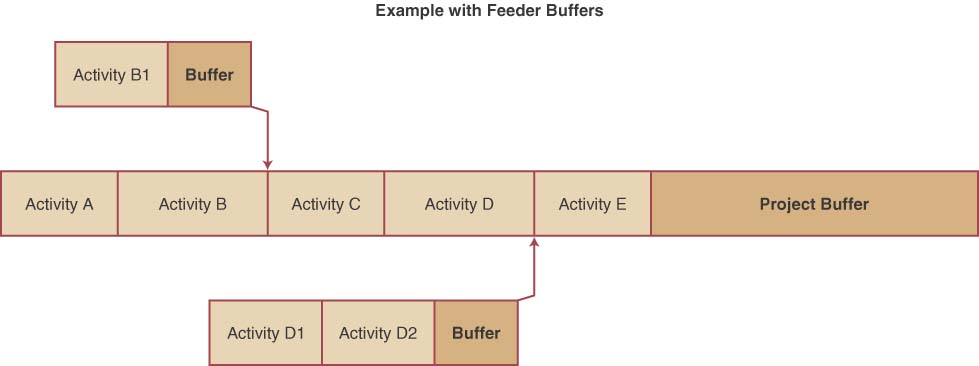 Example with Feeder Buffers
Activity B1 Buffer
Activity A Activity B Activity C Activity D Activity E Project Buffer
Activity D1 Activity D2 Buffer